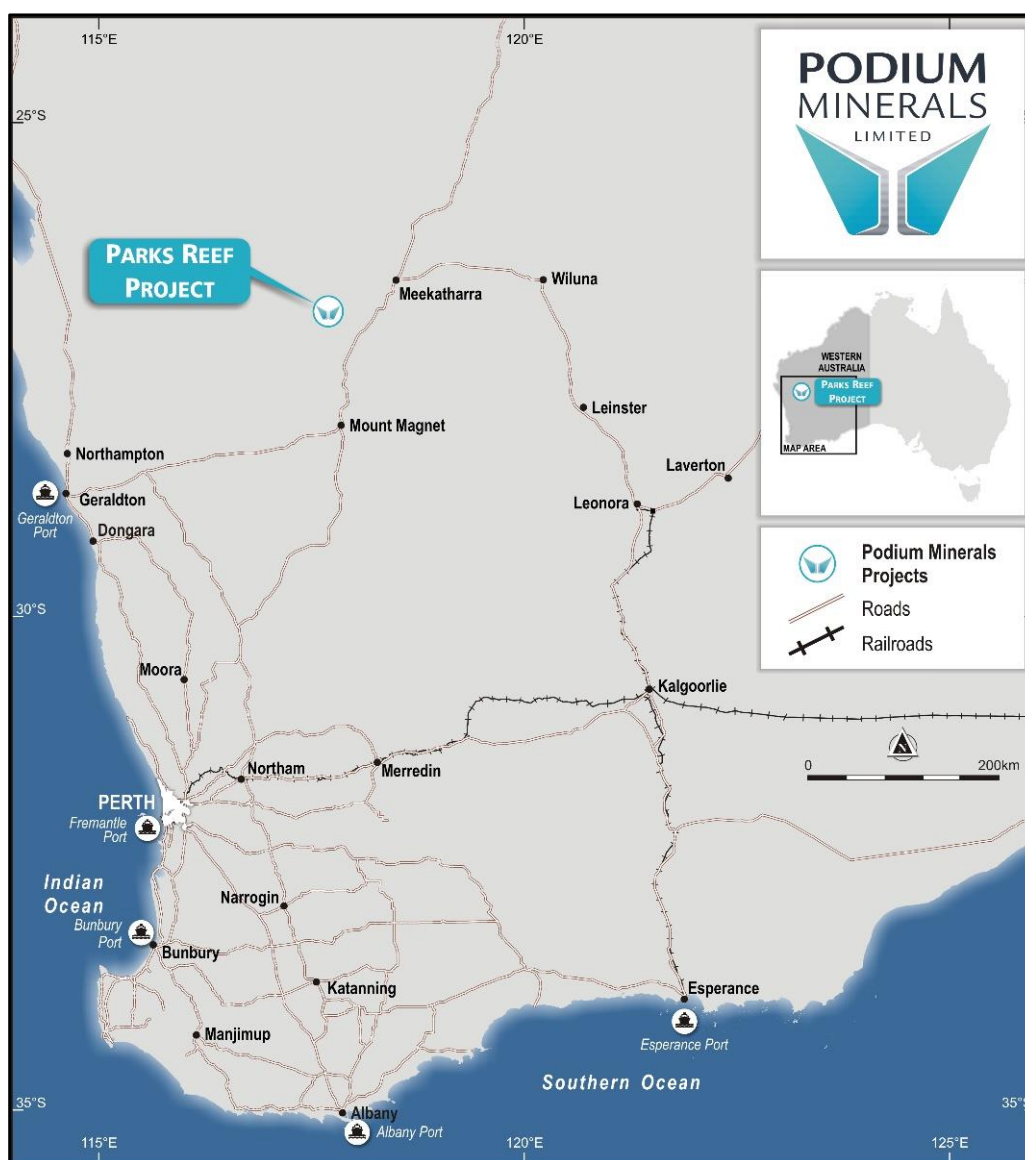 115°E
120°E
25°S
PODIUM
MINERALS
LIMITED
PARKS REEF
PROJECT
Meekatharra
Wiluna
WESTERN
AUSTRALIA
PARKS REEF
PROJECT
MAP AREA
Leinster
Mount Magnet
Northampton
Laverton
Geraldton
Geraldton
Port
Leonora
Dongara
Podium Minerals
Projects
Roads
Railroads
30°S
Moora
Kalgoorlie
N
0
200km
Northam
Merredin
PERTH
Fremantle
Port
Indian
Ocean
Narrogin
Bunbury
Port
Bunbury
Katanning
Esperance
Esperance Port
Manjimup
Southern Ocean
Albany
Albany Port
35°S
35°S
115°E
120°E
125°E